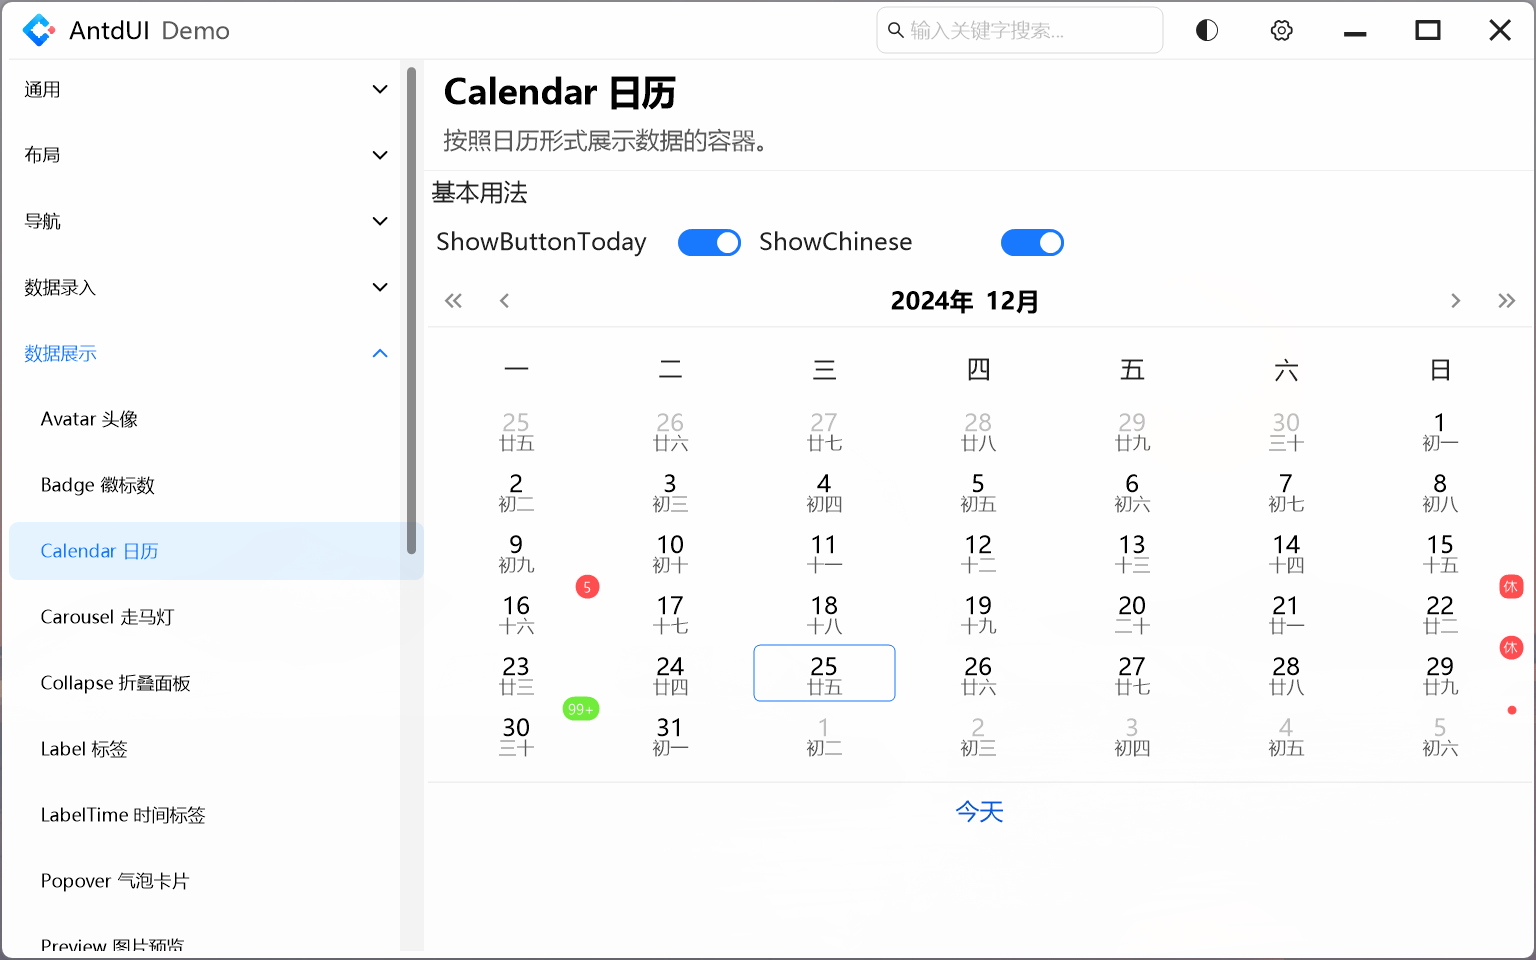 AntdUI Demo
输入关键字搜索...
通用
布局
导航
数据录入
数据展示
Avatar 头像
Badge 徽标数
Calendar 日历
Carousel 走马灯
Collapse 折叠面板
Label 标签
LabelTime 时间标签
Popover 气泡卡片
Preview 图片预览
Calendar 日历
按照日历形式展示数据的容器。
基本用法
ShowButtonToday ShowChinese
2024年 12月
一 二 三 四 五 六 日
25 26 27 28 29 30 1
廿五 廿六 廿七 廿八 廿九 三十 初一
2 3 4 5 6 7 8
初二 初三 初四 初五 初六 初七 初八
9 10 11 12 13 14 15
初九 初十 十一 十二 十三 十四 十五
5 休
16 17 18 19 20 21 22
十六 十七 十八 十九 二十 廿一 廿二
休
23 24 25 26 27 28 29
廿三 廿四 廿五 廿六 廿七 廿八 廿九
99+
30 31 1 2 3 4 5
三十 初一 初二 初三 初四 初五 初六
今天